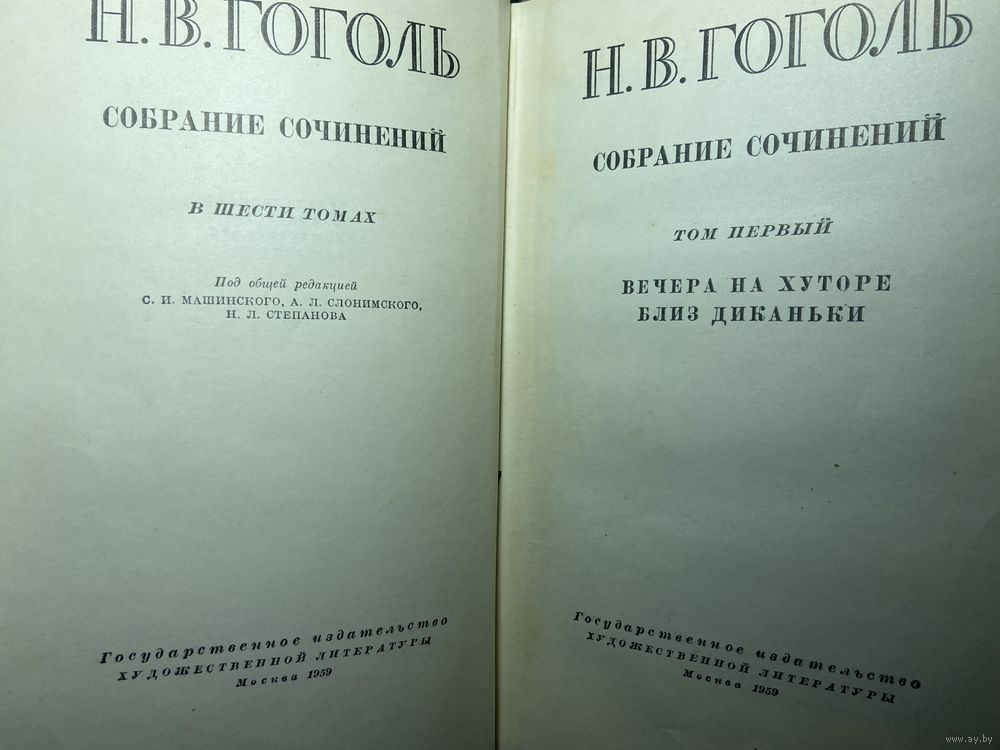 Н. В. ГОГОЛЬ
СОБРАНИЕ СОЧИНЕНИЙ
В ШЕСТИ ТОМАХ
Под общей редакцией
С. И. МАШИНСКОГО, А. Л. СЛОНИМСКОГО,
Н. Л. СТЕПАНОВА
Государственное издательство
ХУДОЖЕСТВЕННОЙ ЛИТЕРАТУРЫ
Москва 1959
Н. В. ГОГОЛЬ
СОБРАНИЕ СОЧИНЕНИЙ
ТОМ ПЕРВЫЙ
ВЕЧЕРА НА ХУТОРЕ
БЛИЗ ДИКАНЬКИ
Государственное издательство
ХУДОЖЕСТВЕННОЙ ЛИТЕРАТУРЫ
Москва 1959
www.ay.by